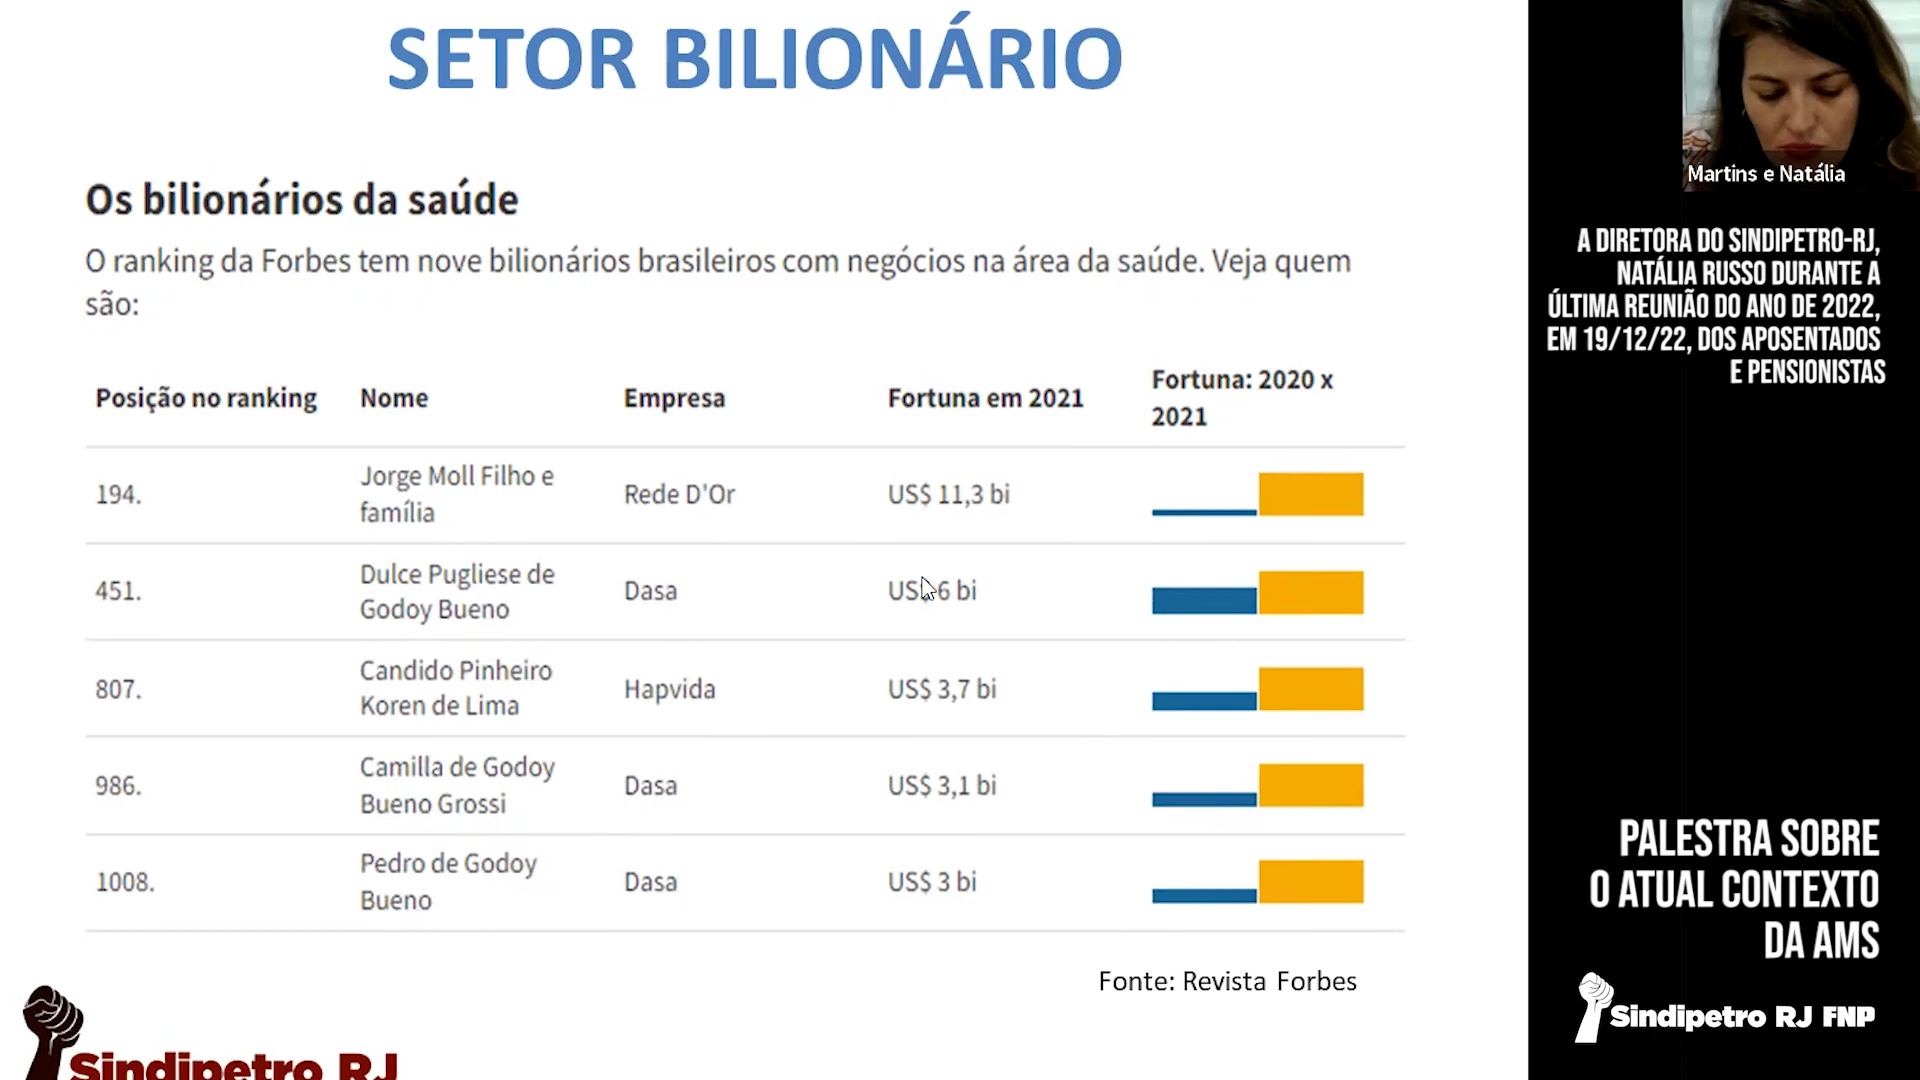 SETOR BILIONÁRIO
Os bilionários da saúde
O ranking da Forbes tem nove bilionários brasileiros com negócios na área da saúde. Veja quem
são:
Posição no ranking Nome Empresa Fortuna em 2021 Fortuna: 2020 x
2021
194. Jorge Moll Filho e
família Rede D'Or US$ 11,3 bi
451. Dulce Pugliese de
Godoy Bueno Dasa US$ 6 bi
807. Candido Pinheiro
Koren de Lima Hapvida US$ 3,7 bi
986. Camilla de Godoy
Bueno Grossi Dasa US$ 3,1 bi
1008. Pedro de Godoy
Bueno Dasa US$ 3 bi
Fonte: Revista Forbes
Sindipetro RJ
Martins e Natália
A DIRETORA DO SINDIPETRO-RJ,
NATÁLIA RUSSO DURANTE A
ÚLTIMA REUNIÃO DO ANO DE 2022,
EM 19/12/22, DOS APOSENTADOS
E PENSIONISTAS
PALESTRA SOBRE
O ATUAL CONTEXTO
DA AMS
Sindipetro RJ FNP